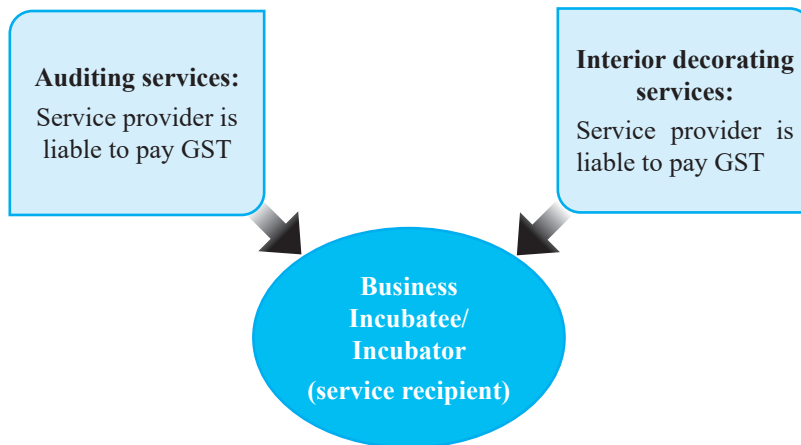 Auditing services:
Service provider is
liable to pay GST
Interior decorating
services:
Service provider is
liable to pay GST
Business
Incubatee/
Incubator
(service recipient)